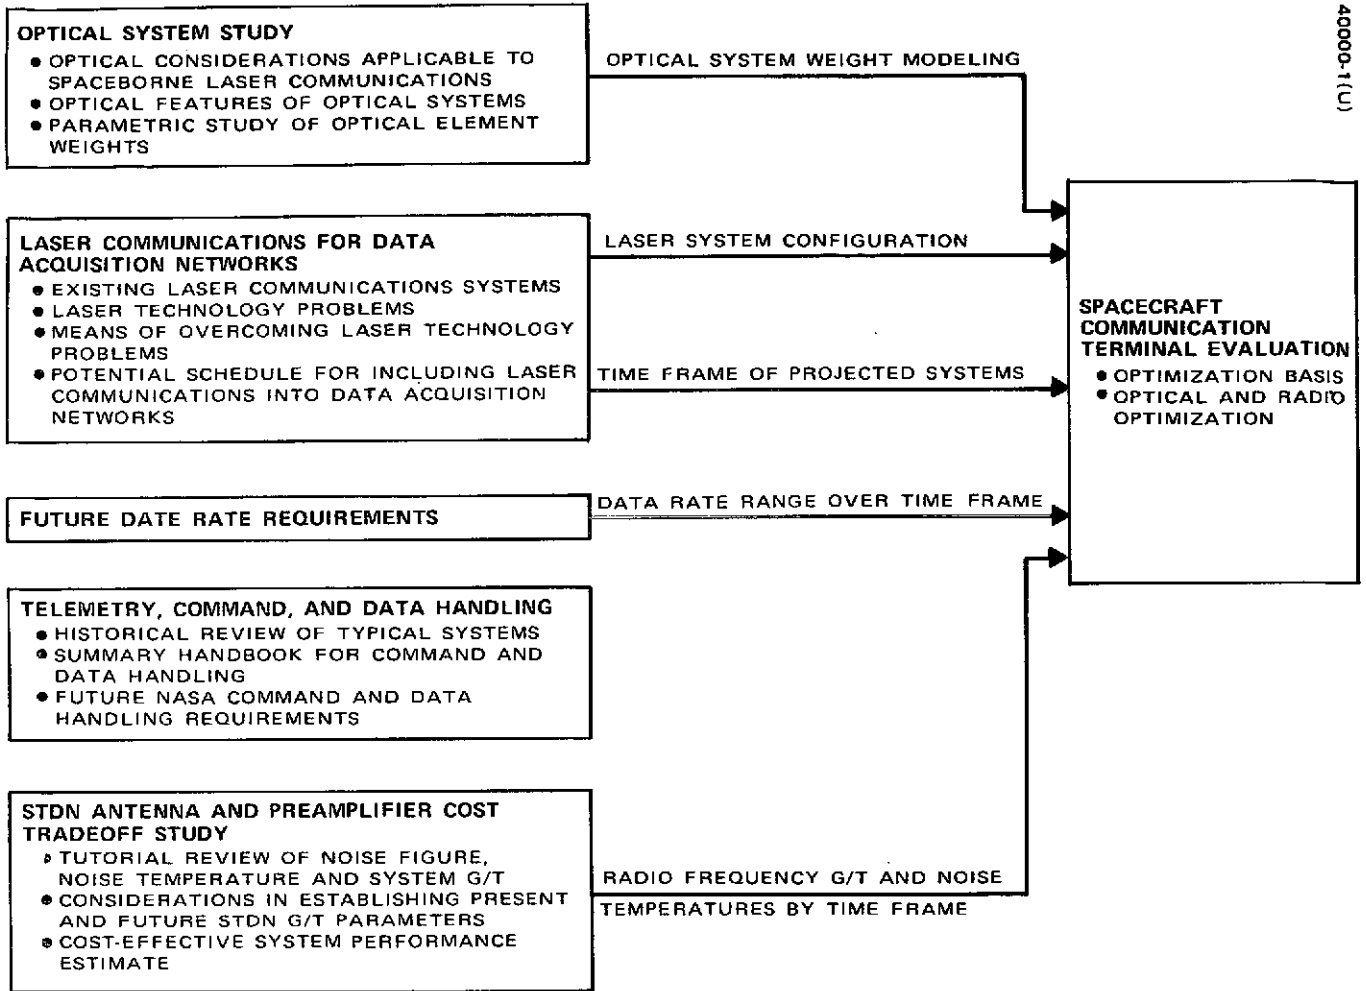 OPTICAL SYSTEM STUDY
● OPTICAL CONSIDERATIONS APPLICABLE TO
SPACEBORNE LASER COMMUNICATIONS
● OPTICAL FEATURES OF OPTICAL SYSTEMS
● PARAMETRIC STUDY OF OPTICAL ELEMENT
WEIGHTS
OPTICAL SYSTEM WEIGHT MODELING
40000-1(U)
LASER COMMUNICATIONS FOR DATA
ACQUISITION NETWORKS
● EXISTING LASER COMMUNICATIONS SYSTEMS
● LASER TECHNOLOGY PROBLEMS
● MEANS OF OVERCOMING LASER TECHNOLOGY
PROBLEMS
● POTENTIAL SCHEDULE FOR INCLUDING LASER
COMMUNICATIONS INTO DATA ACQUISITION
NETWORKS
LASER SYSTEM CONFIGURATION
TIME FRAME OF PROJECTED SYSTEMS
FUTURE DATE RATE REQUIREMENTS
DATA RATE RANGE OVER TIME FRAME
TELEMETRY, COMMAND, AND DATA HANDLING
● HISTORICAL REVIEW OF TYPICAL SYSTEMS
● SUMMARY HANDBOOK FOR COMMAND AND
DATA HANDLING
● FUTURE NASA COMMAND AND DATA
HANDLING REQUIREMENTS
STDN ANTENNA AND PREAMPLIFIER COST
TRADEOFF STUDY
● TUTORIAL REVIEW OF NOISE FIGURE,
NOISE TEMPERATURE AND SYSTEM G/T
● CONSIDERATIONS IN ESTABLISHING PRESENT
AND FUTURE STDN G/T PARAMETERS
● COST-EFFECTIVE SYSTEM PERFORMANCE
ESTIMATE
RADIO FREQUENCY G/T AND NOISE
TEMPERATURES BY TIME FRAME
SPACECRAFT
COMMUNICATION
TERMINAL EVALUATION
● OPTIMIZATION BASIS
● OPTICAL AND RADIO
OPTIMIZATION